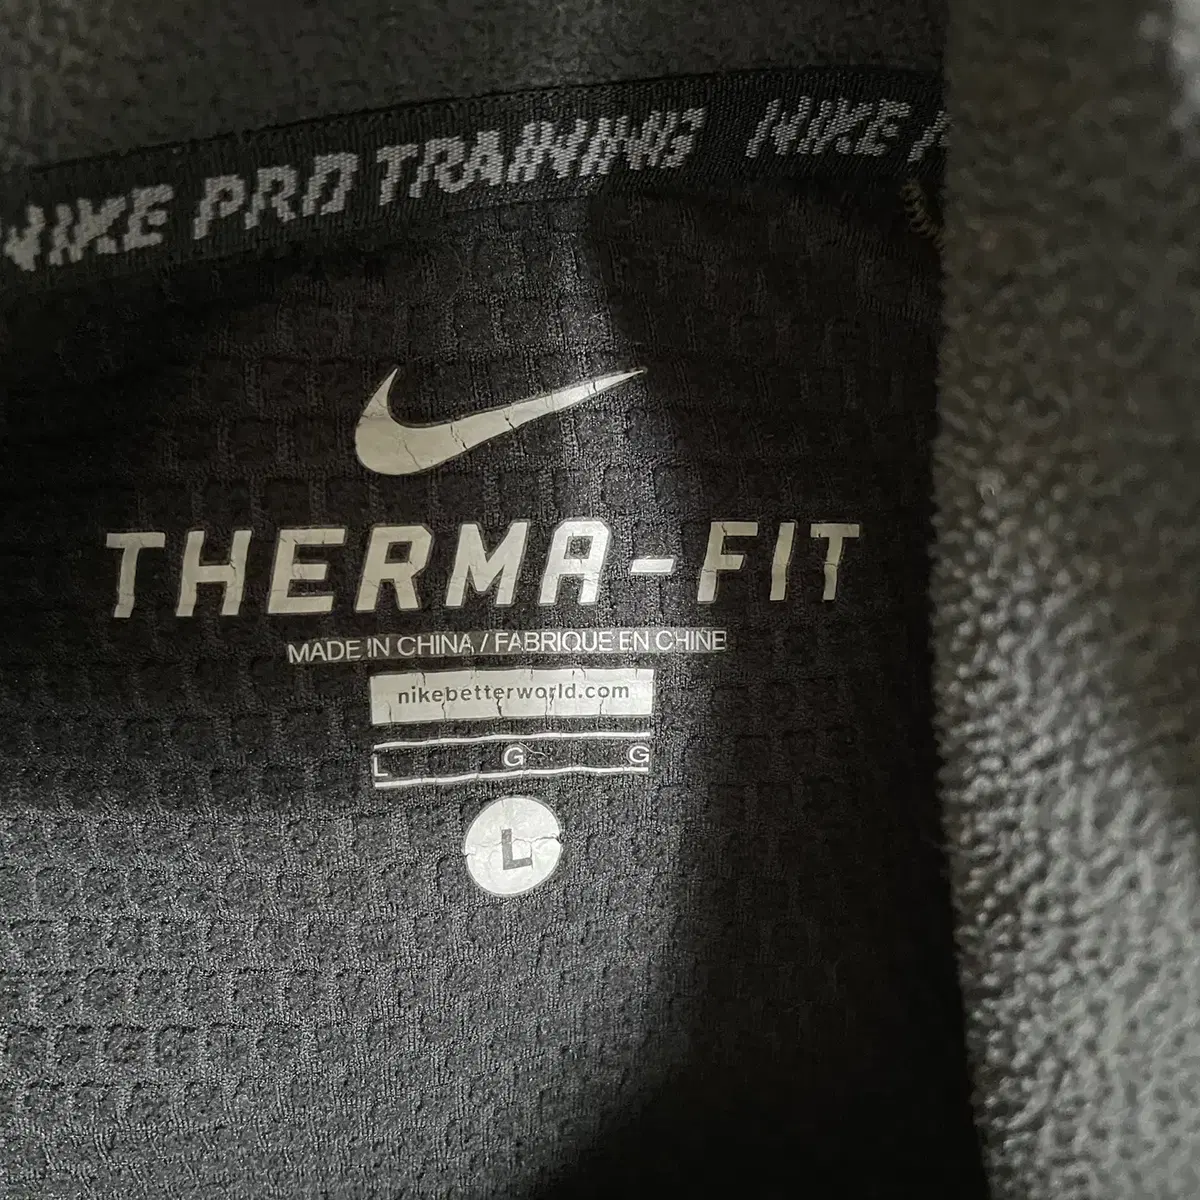 NIKE PRO TRAINING NIKE
THERMA-FIT
MADE IN CHINA / FABRIQUE EN CHINE
nikebetterworld.com
L G G
L